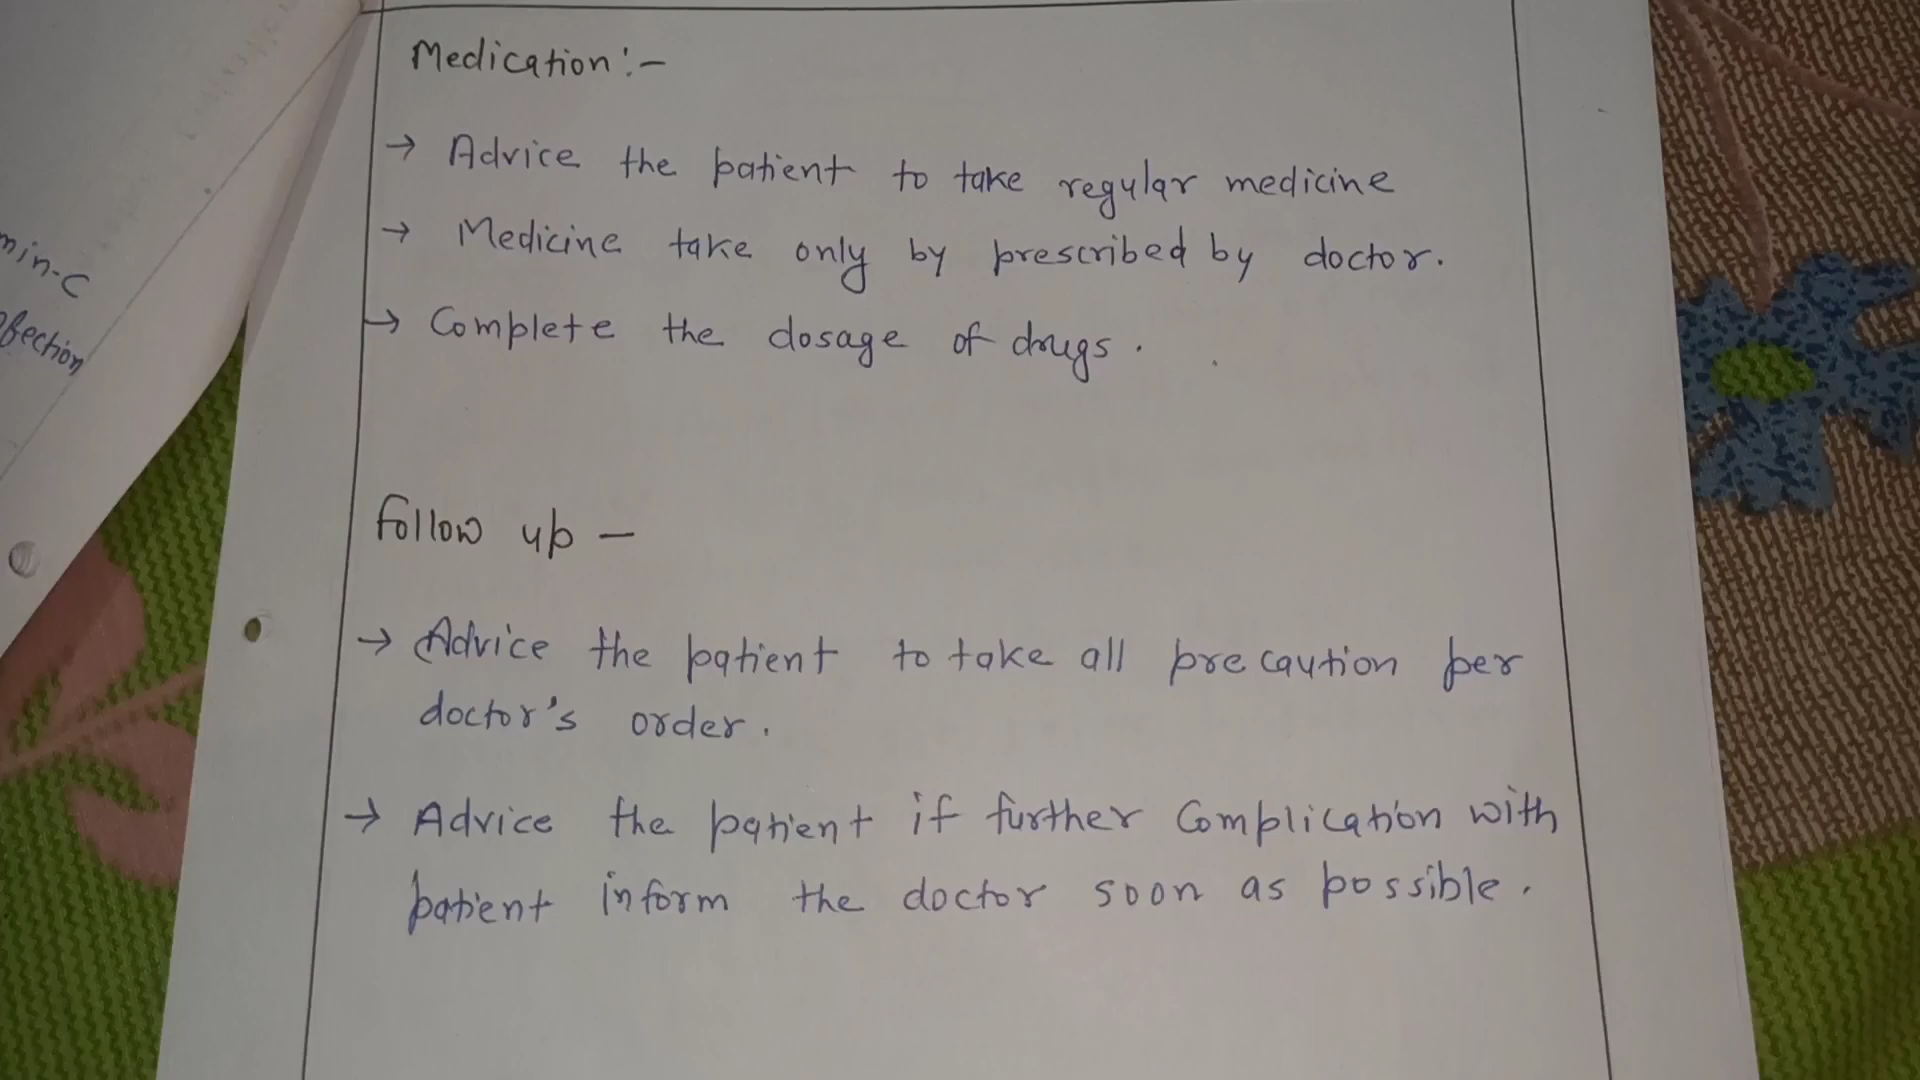 Medication :-
→ Advice the patient to take regular medicine
→ Medicine take only by prescribed by doctor.
→ Complete the dosage of drugs.
Follow up -
→ Advice the patient to take all precaution per
doctor's order.
→ Advice the patient if further Complication with
patient inform the doctor soon as possible.
min-C